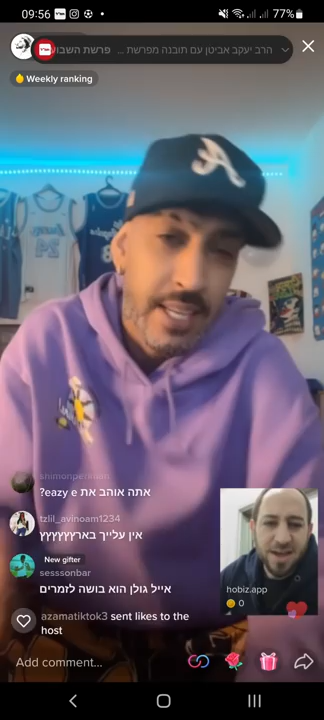 09:56
77%
הרב יעקב אביטן עם תובנה מפרשת ... פרשת השבוע
Weekly ranking
A
24
?eazy e אתה אוהב את
tzlil_avinoam1234
אין עלייך בארץץץץץץ
New gifter
sesssonbar
אייל גולן הוא בושה לזמרים
azamatiktok3 sent likes to the
host
hobiz.app
0
Add comment...